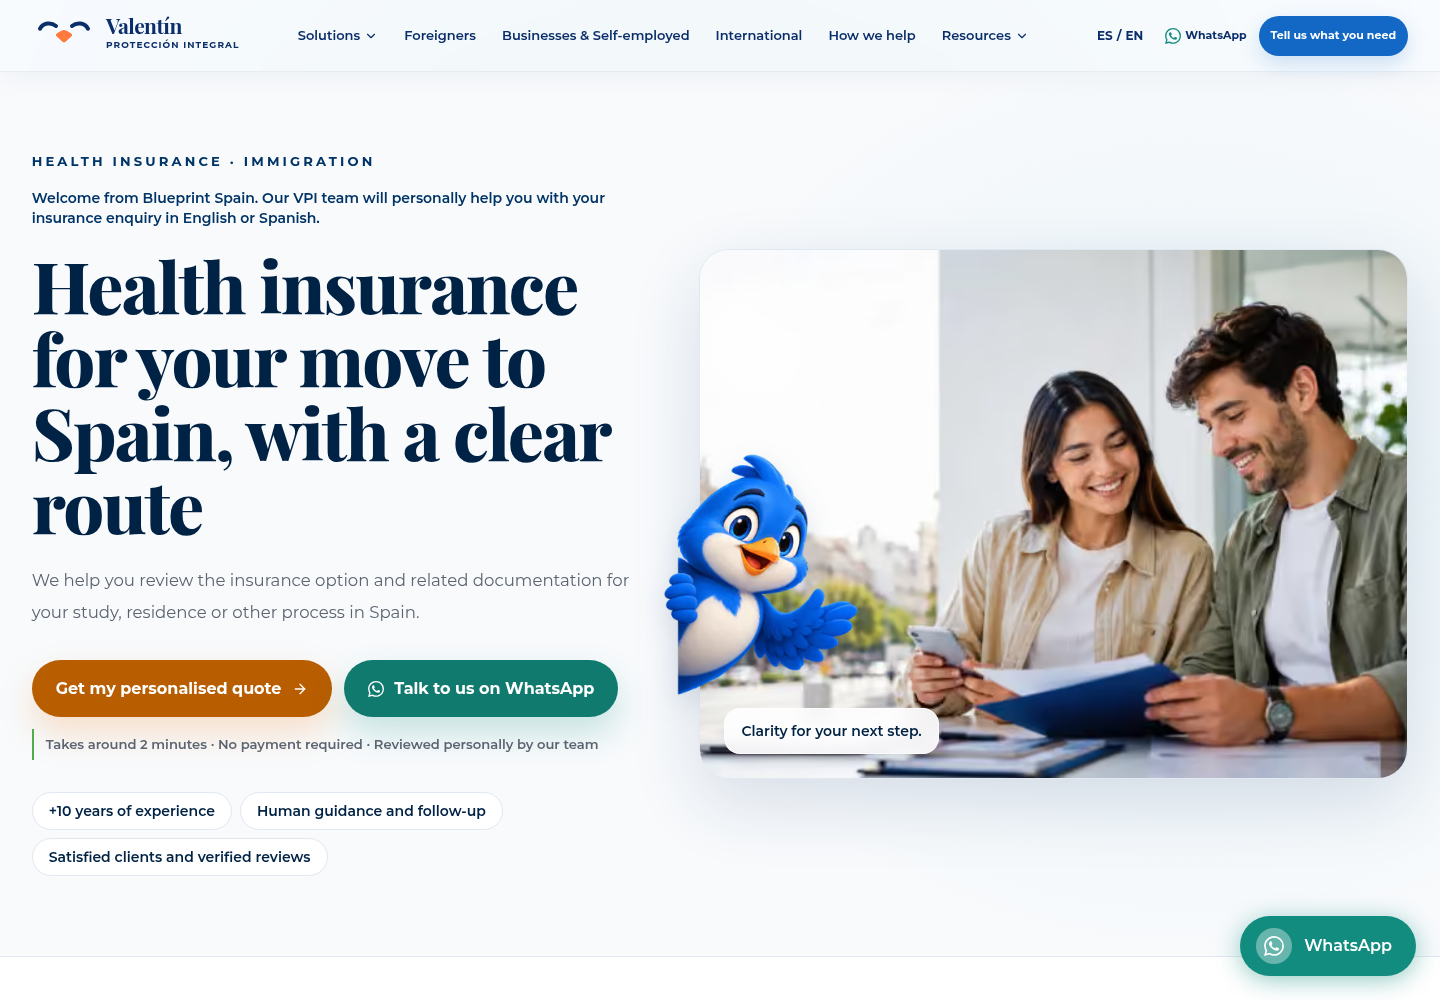 Valentín
PROTECCIÓN INTEGRAL
Solutions
Foreigners
Businesses & Self-employed
International
How we help
Resources
ES / EN
WhatsApp
Tell us what you need
HEALTH INSURANCE · IMMIGRATION
Welcome from Blueprint Spain. Our VPI team will personally help you with your
insurance enquiry in English or Spanish.
Health insurance
for your move to
Spain, with a clear
route
We help you review the insurance option and related documentation for
your study, residence or other process in Spain.
Get my personalised quote
Talk to us on WhatsApp
Takes around 2 minutes · No payment required · Reviewed personally by our team
+10 years of experience
Human guidance and follow-up
Satisfied clients and verified reviews
Clarity for your next step.
WhatsApp